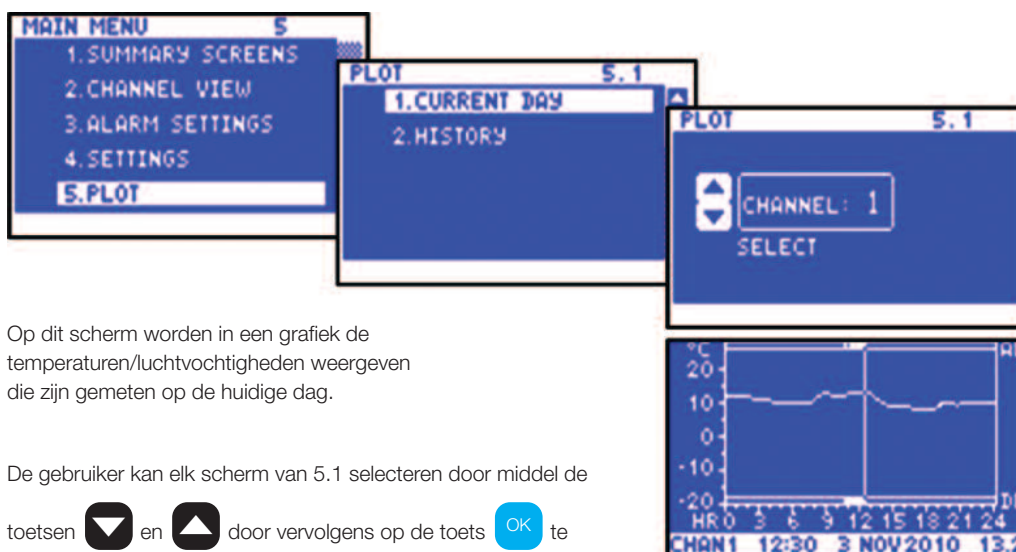 MAIN MENU 5
1.SUMMARY SCREENS
2.CHANNEL VIEW
3.ALARM SETTINGS
4.SETTINGS
5.PLOT
PLOT 5.1
1.CURRENT DAY
2.HISTORY
PLOT 5.1
CHANNEL: 1
SELECT
Op dit scherm worden in een grafiek de
temperaturen/luchtvochtigheden weergeven
die zijn gemeten op de huidige dag.
°C
20
10
0
-10
-20
HR 0 3 6 9 12 15 18 21 24
CHAN1 12:30 3 NOV 2010 13.2
De gebruiker kan elk scherm van 5.1 selecteren door middel de
toetsen en door vervolgens op de toets OK te